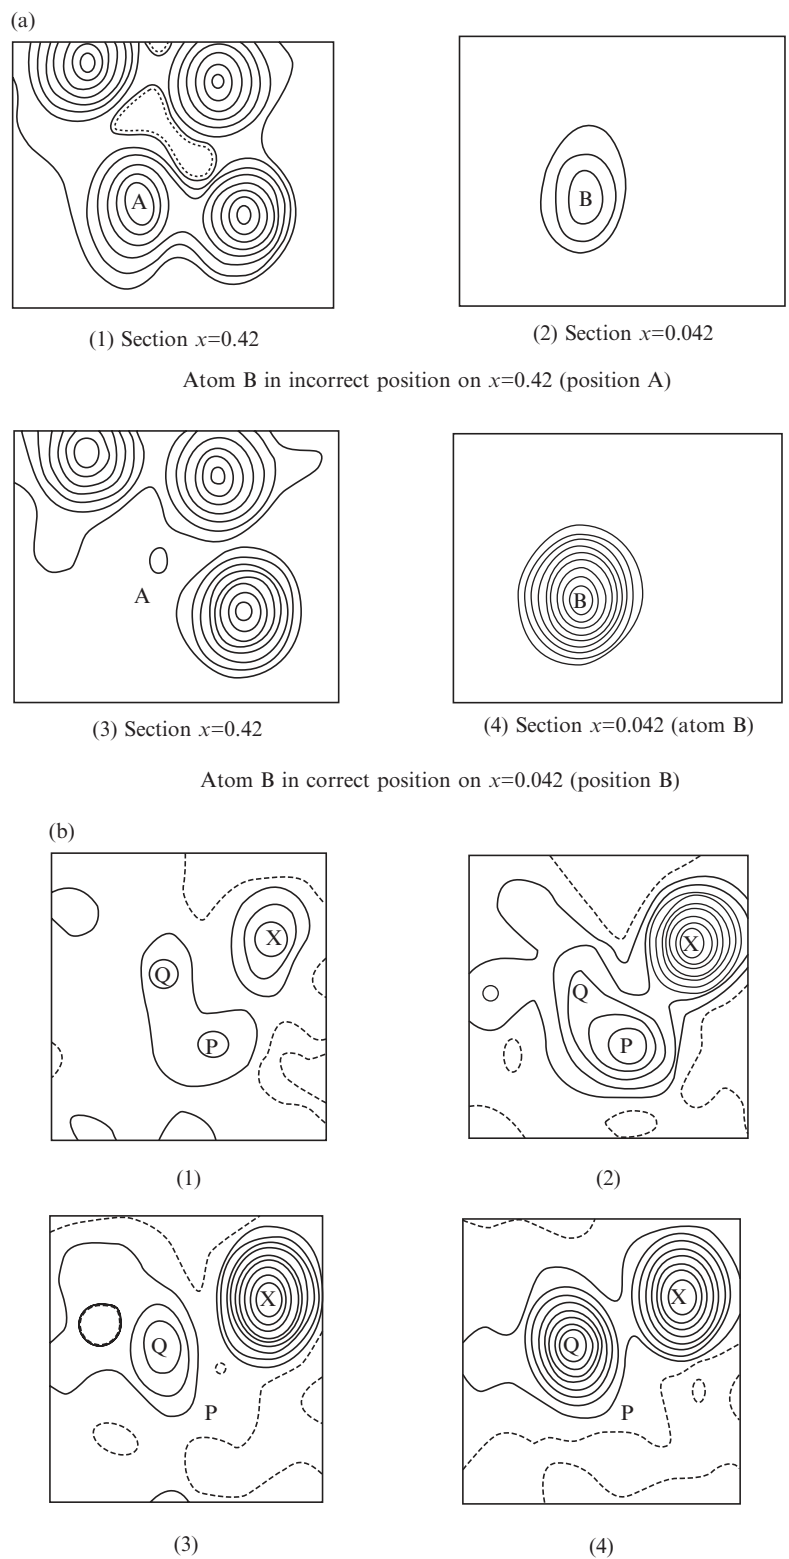 (a)
A
B
(1) Section x=0.42
(2) Section x=0.042
Atom B in incorrect position on x=0.42 (position A)
A
B
(3) Section x=0.42
(4) Section x=0.042 (atom B)
Atom B in correct position on x=0.042 (position B)
(b)
X
Q
P
X
Q
P
(1)
(2)
X
Q
P
X
Q
P
(3)
(4)